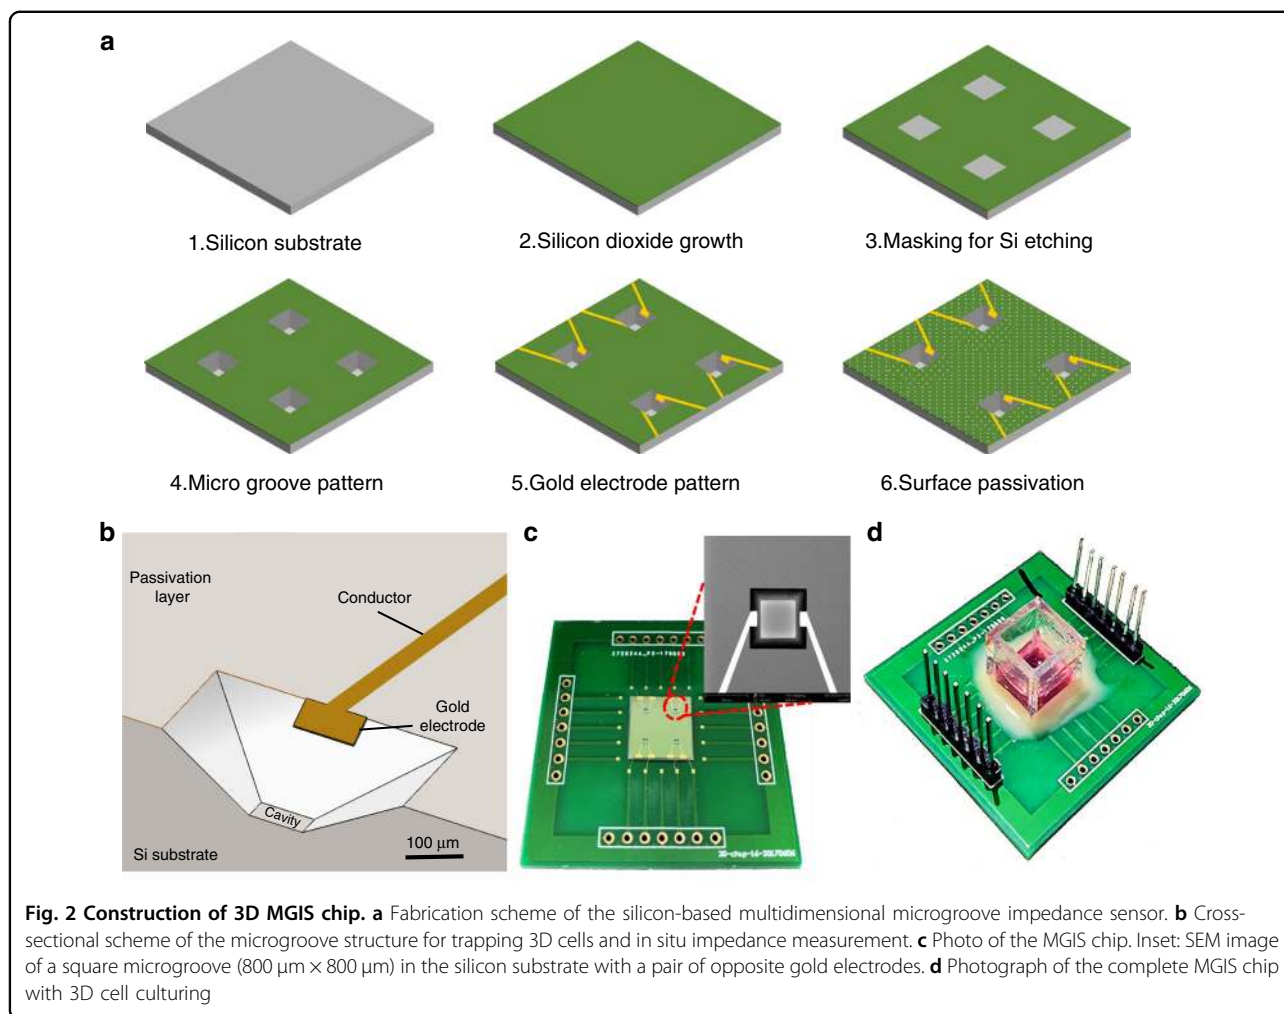 a
1.Silicon substrate
2.Silicon dioxide growth
3.Masking for Si etching
4.Micro groove pattern
5.Gold electrode pattern
6.Surface passivation
b
Passivation
layer
Conductor
Gold
electrode
Cavity
Si substrate
100 µm
c
2D-chip-16-20170606
d
Fig. 2 Construction of 3D MGIS chip. a Fabrication scheme of the silicon-based multidimensional microgroove impedance sensor. b Cross-
sectional scheme of the microgroove structure for trapping 3D cells and in situ impedance measurement. c Photo of the MGIS chip. Inset: SEM image
of a square microgroove (800 µm × 800 µm) in the silicon substrate with a pair of opposite gold electrodes. d Photograph of the complete MGIS chip
with 3D cell culturing